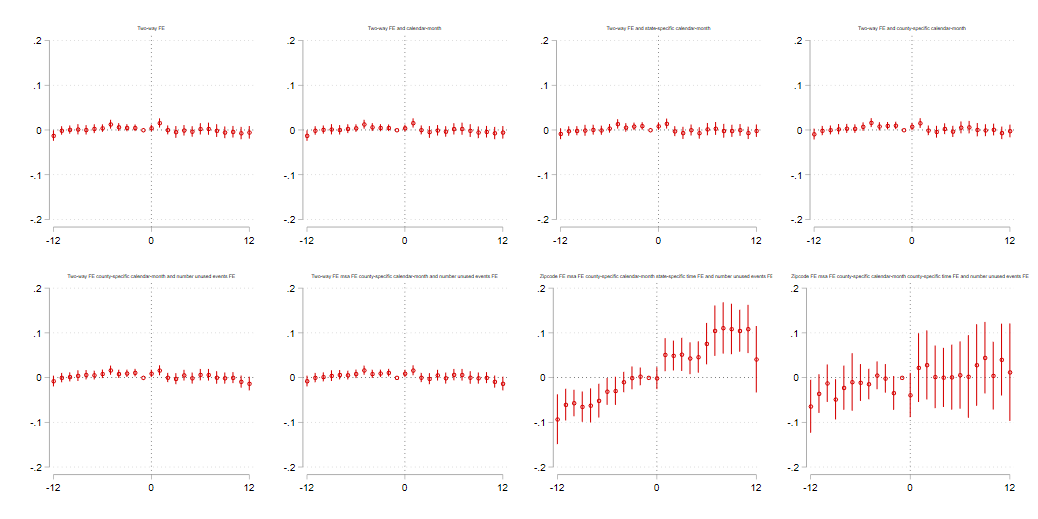 Two-way FE
.2
.1
0
-.1
-.2
-12 0 12
Two-way FE and calendar-month
.2
.1
0
-.1
-.2
-12 0 12
Two-way FE and state-specific calendar-month
.2
.1
0
-.1
-.2
-12 0 12
Two-way FE and county-specific calendar-month
.2
.1
0
-.1
-.2
-12 0 12
Two-way FE county-specific calendar-month and number unused events FE
.2
.1
0
-.1
-.2
-12 0 12
Two-way FE msa FE county-specific calendar-month and number unused events FE
.2
.1
0
-.1
-.2
-12 0 12
Zipcode FE msa FE county-specific calendar-month state-specific time FE and number unused events FE
.2
.1
0
-.1
-.2
-12 0 12
Zipcode FE msa FE county-specific calendar-month county-specific time FE and number unused events FE
.2
.1
0
-.1
-.2
-12 0 12